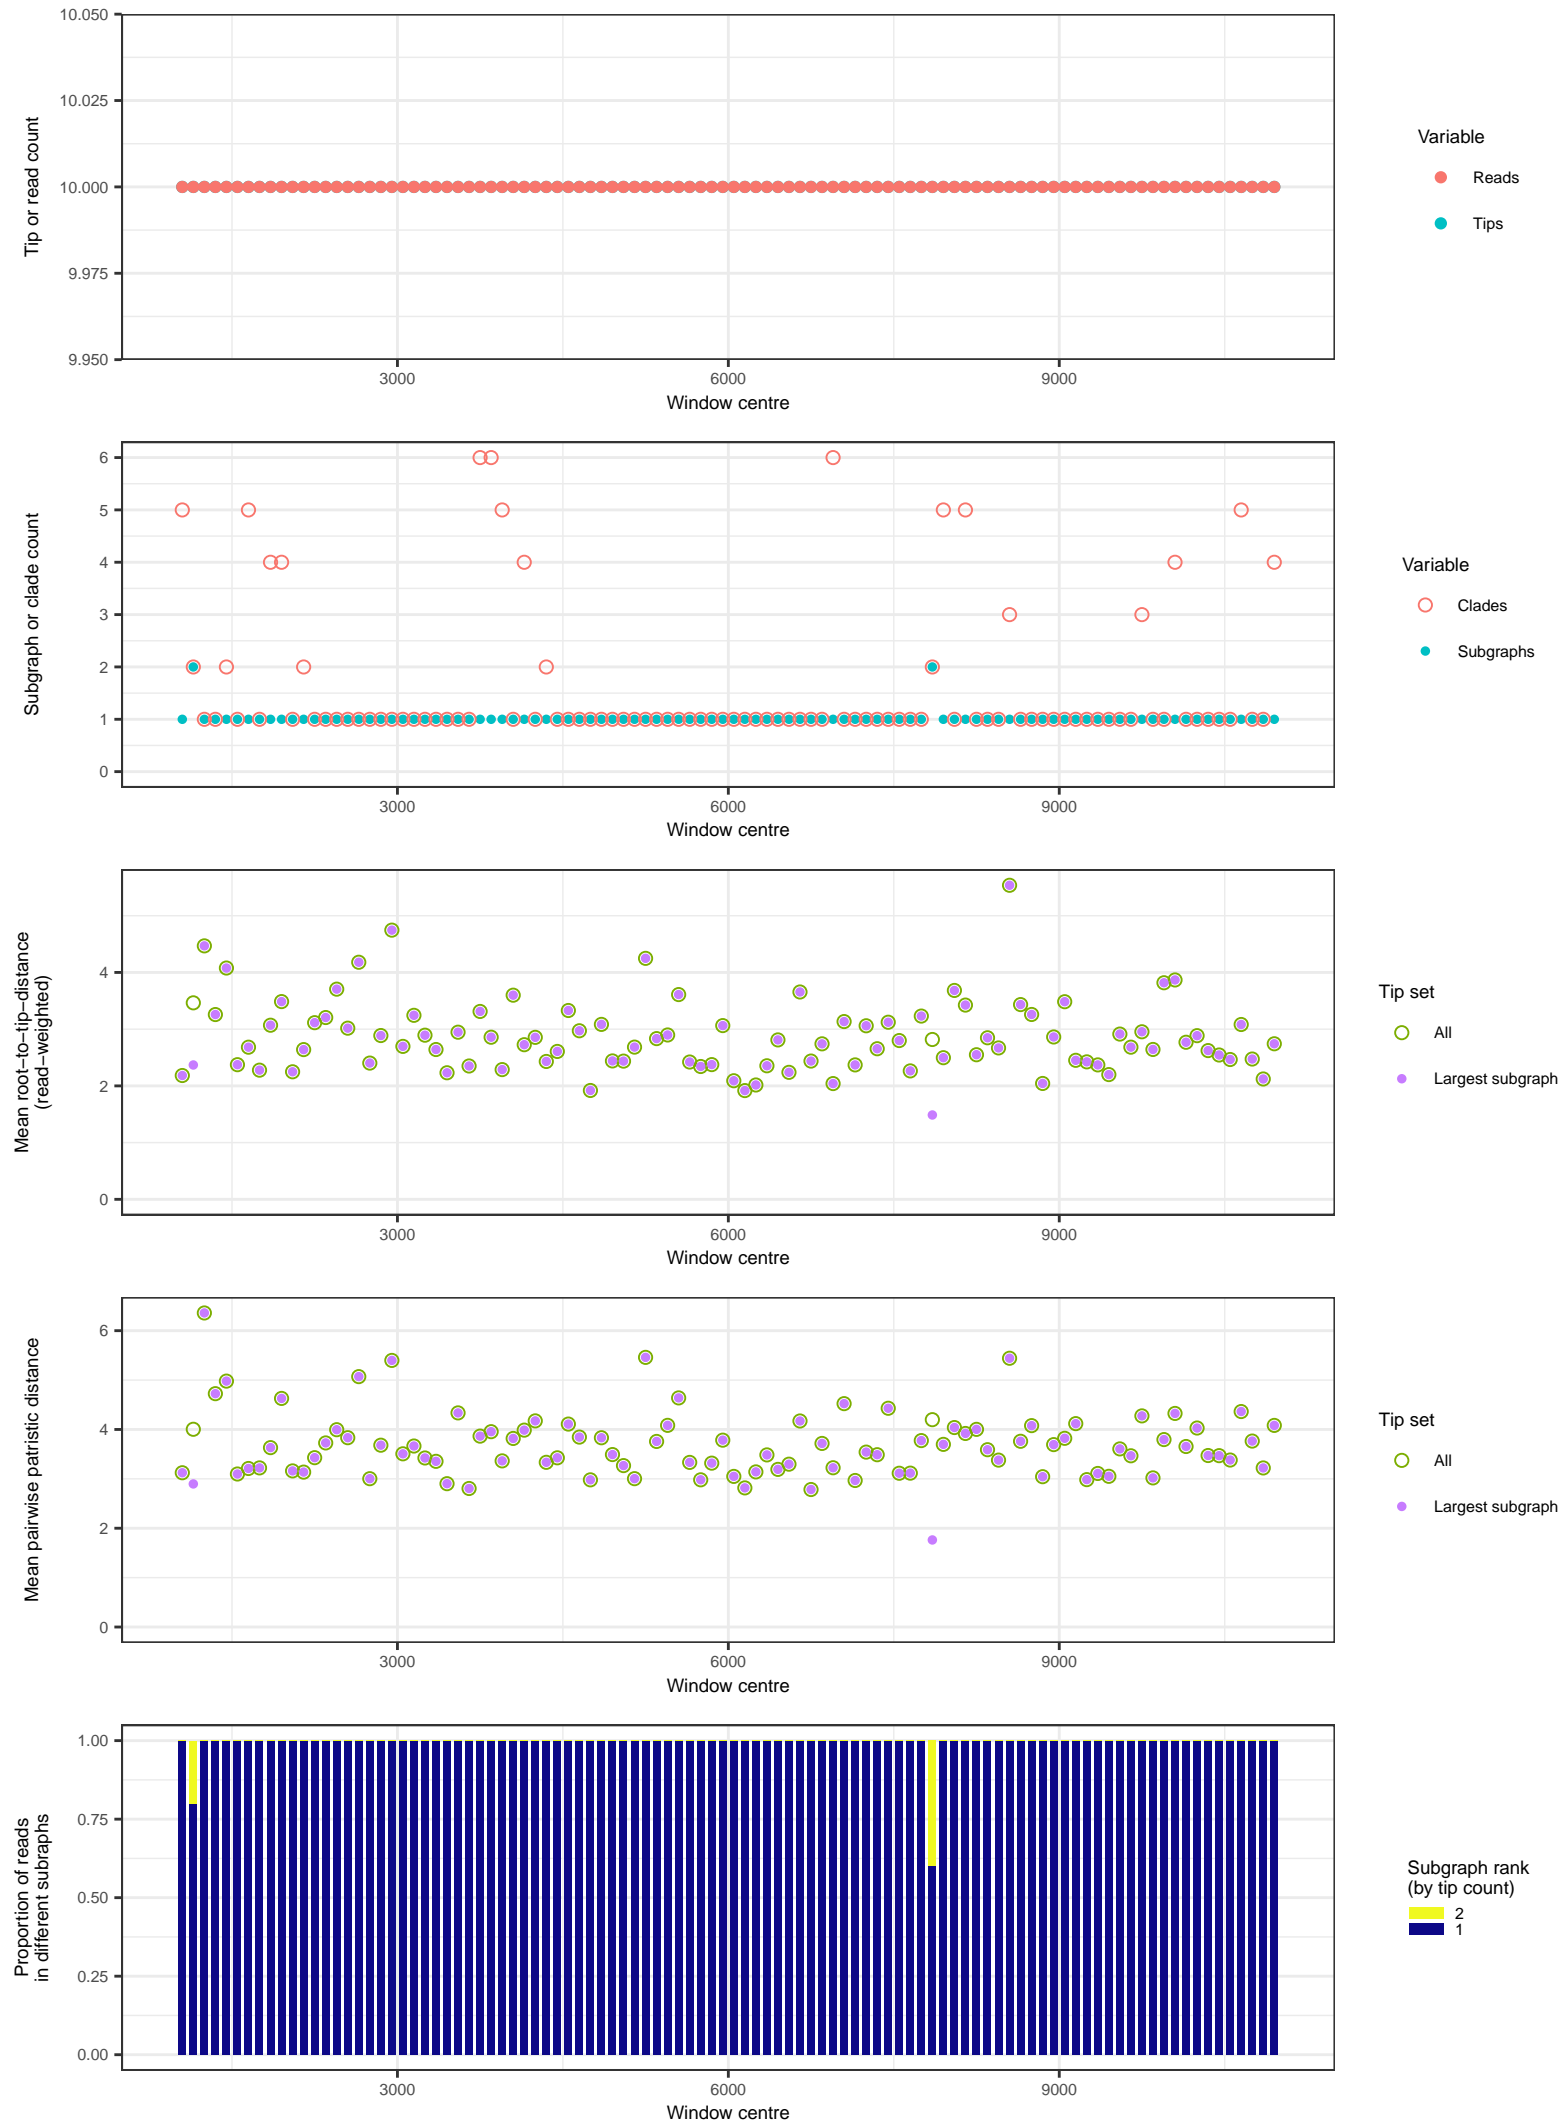 10.050
10.025
10.000
9.975
9.950
Tip or read count
3000
6000
9000
Window centre
Variable
Reads
Tips
6
5
4
3
2
1
0
Subgraph or clade count
3000
6000
9000
Window centre
Variable
Clades
Subgraphs
4
2
0
Mean root−to−tip−distance
(read−weighted)
3000
6000
9000
Window centre
Tip set
All
Largest subgraph
6
4
2
0
Mean pairwise patristic distance
3000
6000
9000
Window centre
Tip set
All
Largest subgraph
1.00
0.75
0.50
0.25
0.00
Proportion of reads
in different subraphs
3000
6000
9000
Window centre
Subgraph rank
(by tip count)
2
1